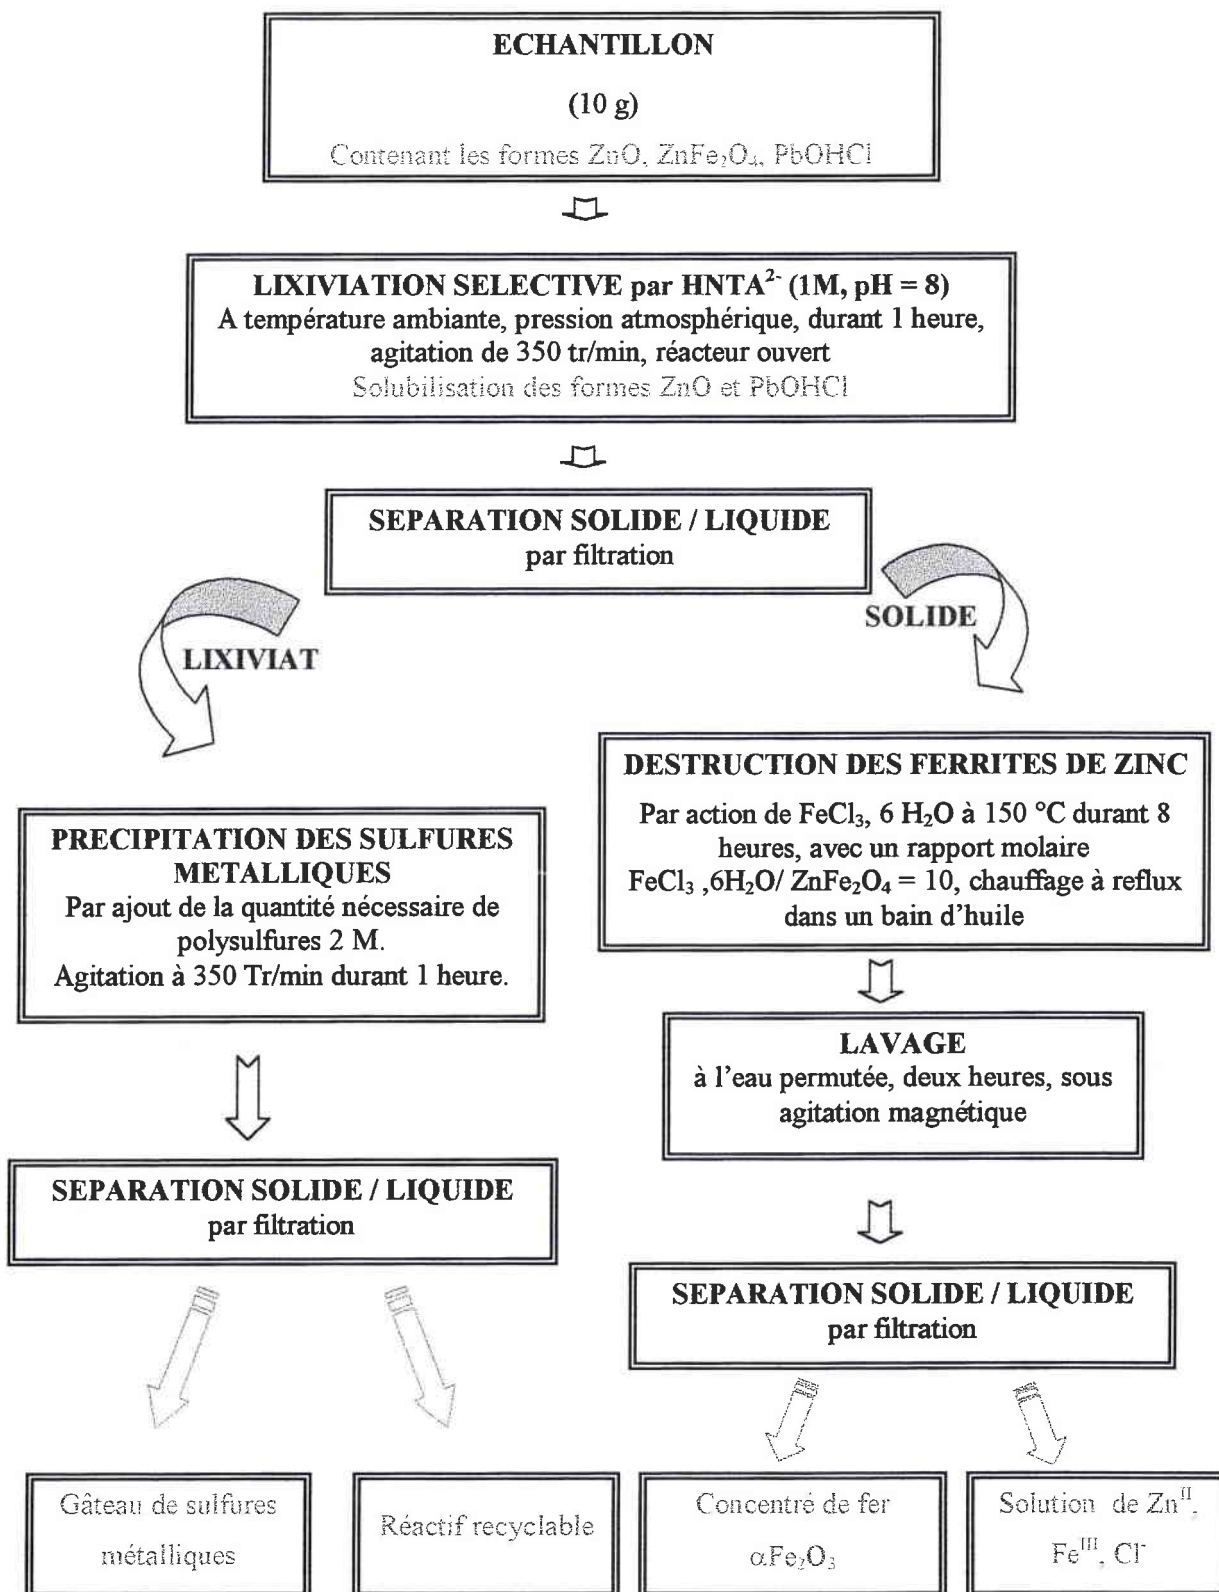 ECHANTILLON
(10 g)
Contenant les formes ZnO, ZnFe₂O₄, PbOHCl
LIXIVIATION SELECTIVE par HNTA²⁻ (1M, pH = 8)
A température ambiante, pression atmosphérique, durant 1 heure,
agitation de 350 tr/min, réacteur ouvert
Solubilisation des formes ZnO et PbOHCl
SEPARATION SOLIDE / LIQUIDE
par filtration
LIXIVIAT
SOLIDE
PRECIPITATION DES SULFURES
METALLIQUES
Par ajout de la quantité nécessaire de
polysulfures 2 M.
Agitation à 350 Tr/min durant 1 heure.
SEPARATION SOLIDE / LIQUIDE
par filtration
Gâteau de sulfures
métalliques
Réactif recyclable
DESTRUCTION DES FERRITES DE ZINC
Par action de FeCl₃, 6 H₂O à 150 °C durant 8
heures, avec un rapport molaire
FeCl₃ ,6H₂O/ ZnFe₂O₄ = 10, chauffage à reflux
dans un bain d'huile
LAVAGE
à l'eau permutée, deux heures, sous
agitation magnétique
SEPARATION SOLIDE / LIQUIDE
par filtration
Concentré de fer
αFe₂O₃
Solution de Znᴵᴵ,
Feᴵᴵᴵ, Cl⁻